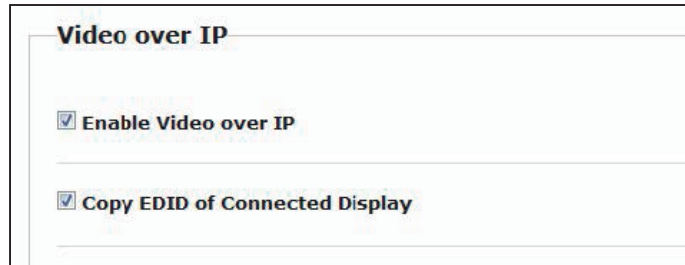 Video over IP
Enable Video over IP
Copy EDID of Connected Display